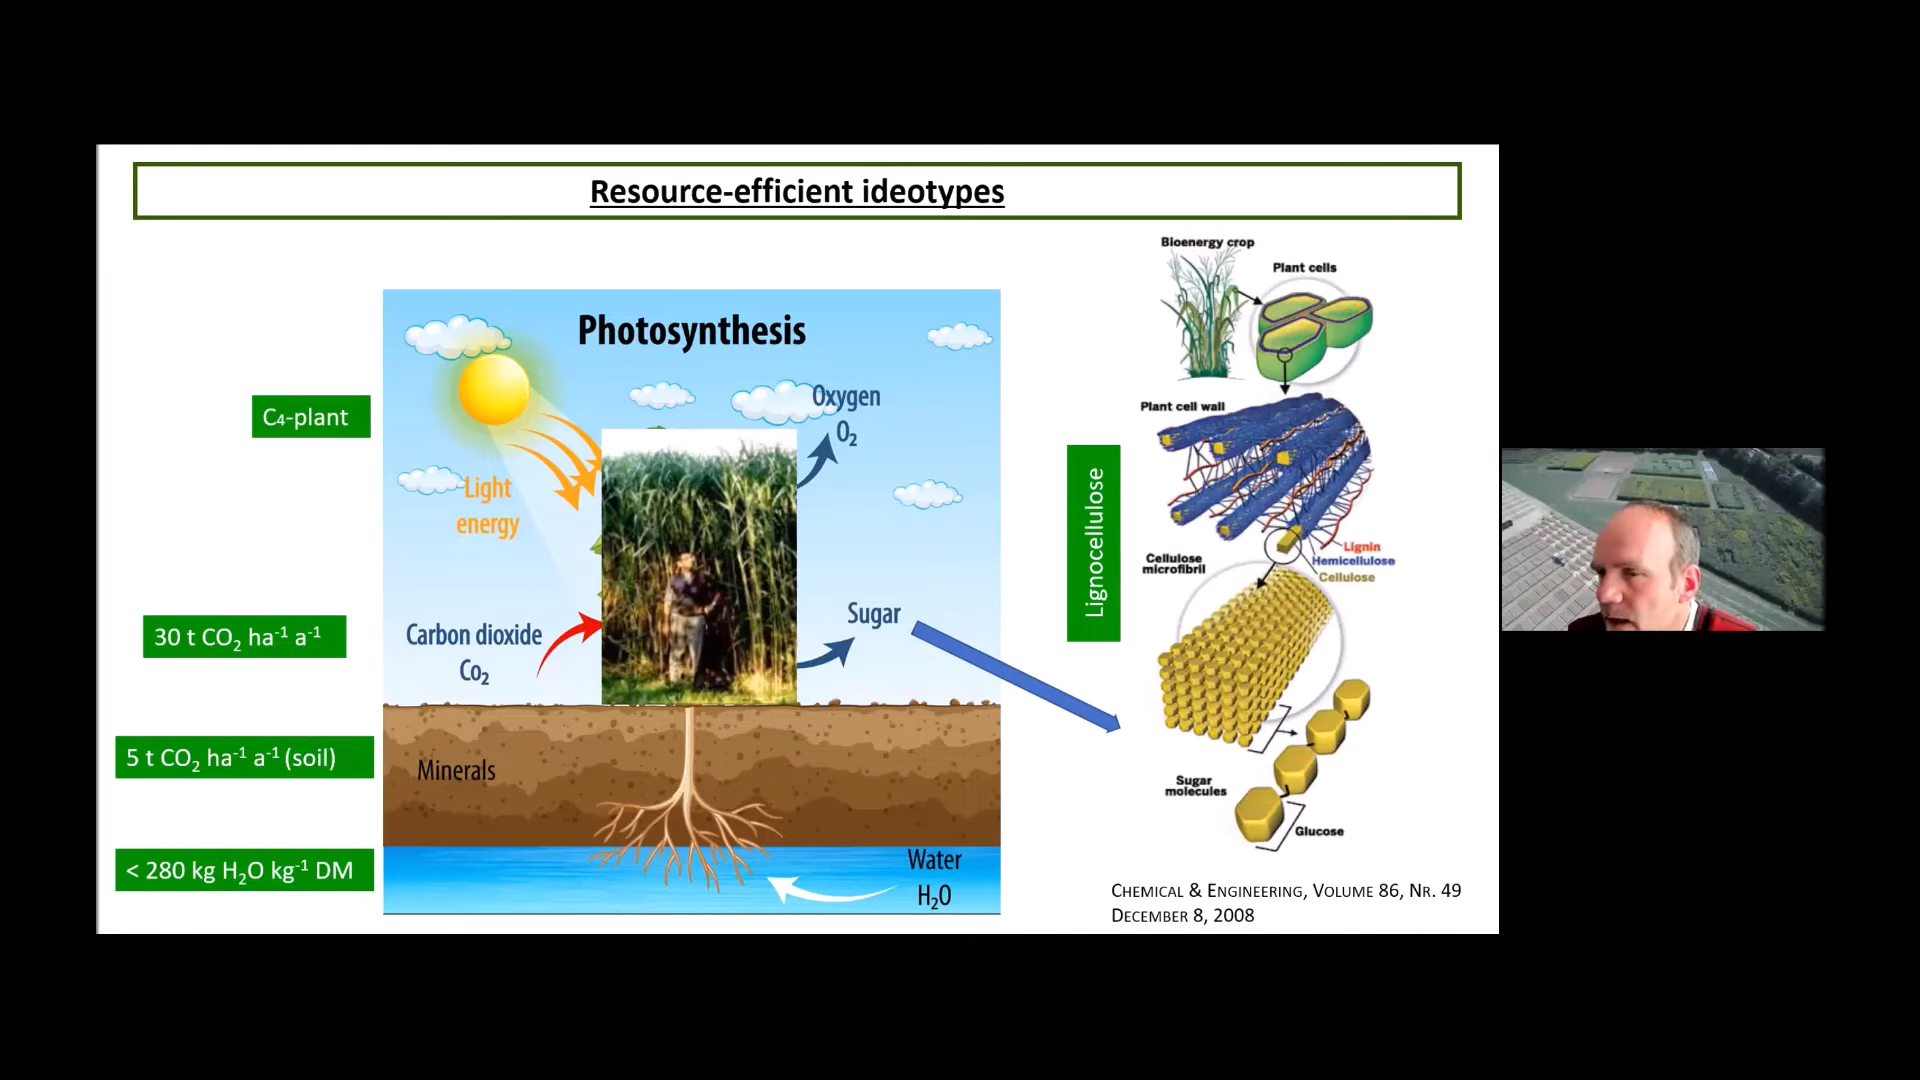 Resource-efficient ideotypes
Photosynthesis
C₄-plant
Light
energy
Oxygen
O₂
30 t CO₂ ha⁻¹ a⁻¹
Carbon dioxide
Co₂
Sugar
5 t CO₂ ha⁻¹ a⁻¹ (soil)
Minerals
< 280 kg H₂O kg⁻¹ DM
Water
H₂O
Lignocellulose
Bioenergy crop
Plant cells
Plant cell wall
Lignin
Hemicellulose
Cellulose
Cellulose
microfibril
Sugar
molecules
Glucose
Chemical & Engineering, Volume 86, Nr. 49
December 8, 2008